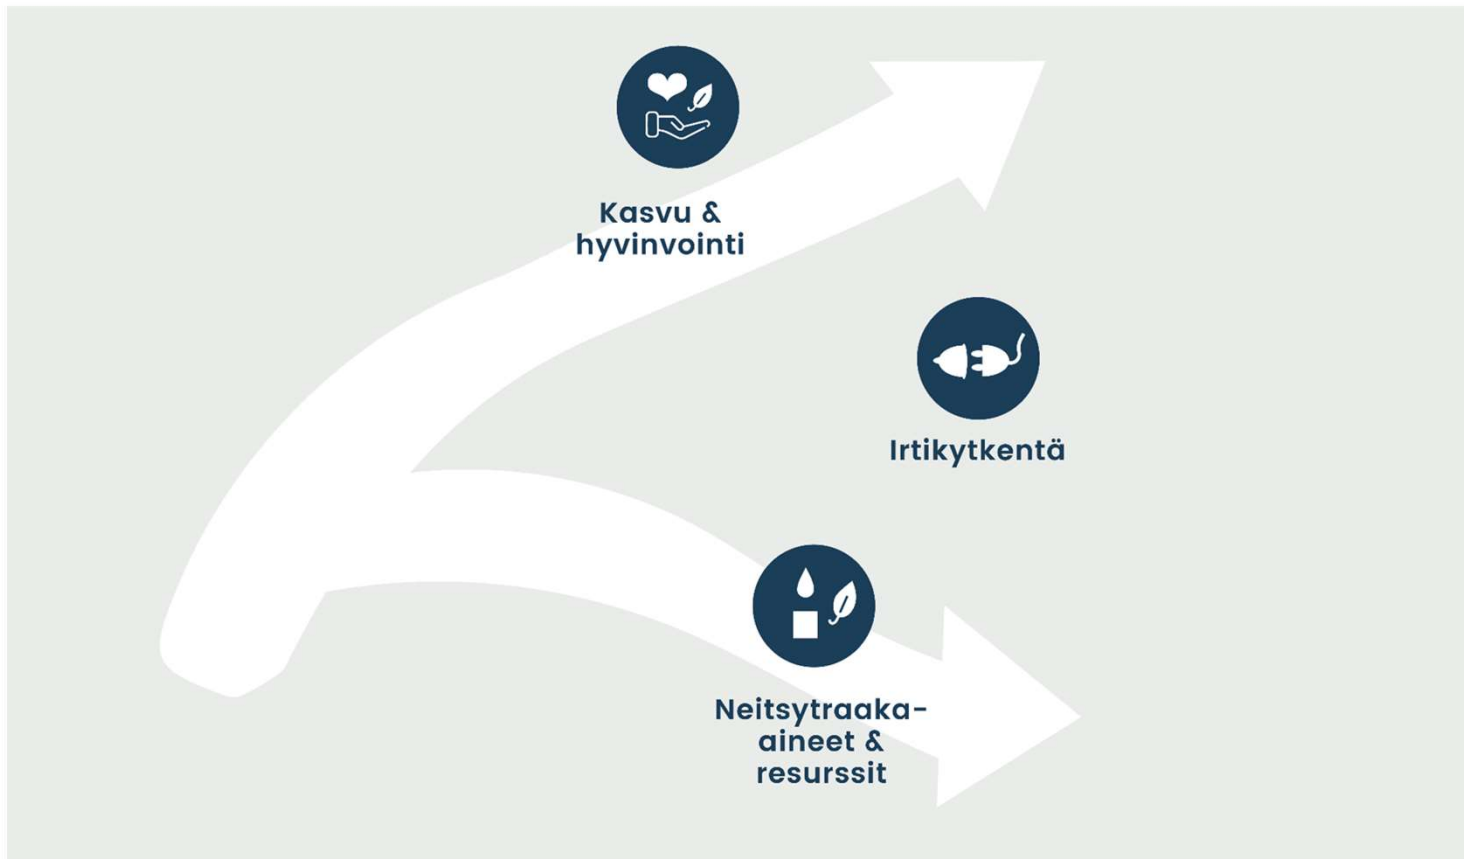 Kasvu &
hyvinvointi
Irtikytkentä
Neitsytraaka-
aineet &
resurssit